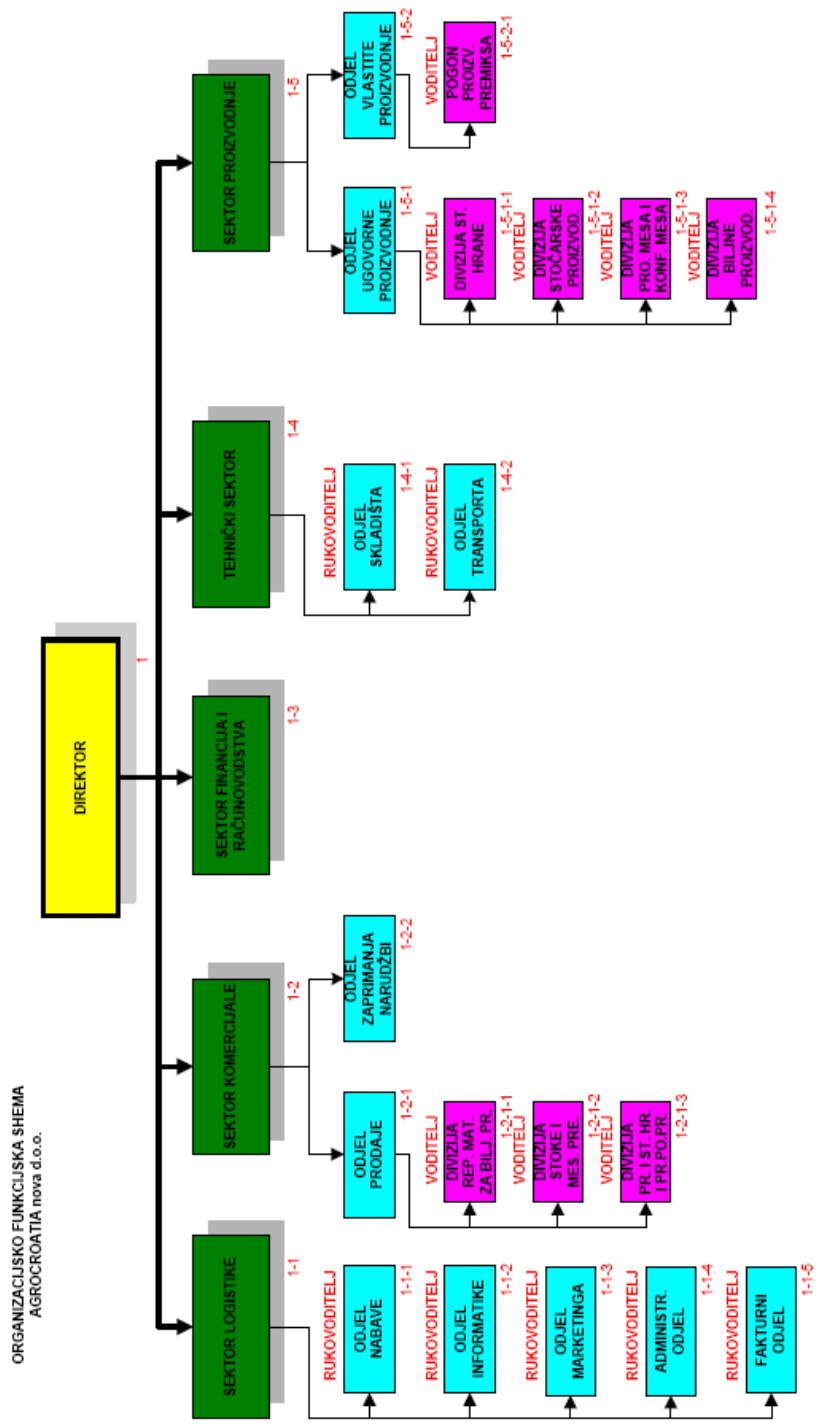 ORGANIZACIJSKO FUNKCIJSKA SHEMA
AGROCROATIA nova d.o.o.
DIREKTOR
1
SEKTOR LOGISTIKE
1-1
RUKOVODITELJ
ODJEL
NABAVE
1-1-1
RUKOVODITELJ
ODJEL
INFORMATIKE
1-1-2
RUKOVODITELJ
ODJEL
MARKETINGA
1-1-3
RUKOVODITELJ
ADMINISTR.
ODJEL
1-1-4
RUKOVODITELJ
FAKTURNI
ODJEL
1-1-5
SEKTOR KOMERCIJALE
1-2
ODJEL
PRODAJE
1-2-1
VODITELJ
DIVIZIJA
REP. MAT.
ZA BILJ. PR.
1-2-1-1
VODITELJ
DIVIZIJA
STOKE I
MES. PRE.
1-2-1-2
VODITELJ
DIVIZIJA
PR. I ST. HR.
I PR.PO.PR.
1-2-1-3
ODJEL
ZAPRIMANJA
NARUDŽBI
1-2-2
SEKTOR FINANCIJA I
RAČUNOVODSTVA
1-3
TEHNIČKI SEKTOR
1-4
RUKOVODITELJ
ODJEL
SKLADIŠTA
1-4-1
RUKOVODITELJ
ODJEL
TRANSPORTA
1-4-2
SEKTOR PROIZVODNJE
1-5
ODJEL
UGOVORNE
PROIZVODNJE
1-5-1
VODITELJ
DIVIZIJA ST.
HRANE
1-5-1-1
VODITELJ
DIVIZIJA
STOČARSKE
PROIZVOD.
1-5-1-2
VODITELJ
DIVIZIJA
PRO. MESA I
KONF. MESA
1-5-1-3
VODITELJ
DIVIZIJA
BILJNE
PROIZVOD.
1-5-1-4
ODJEL
VLASTITE
PROIZVODNJE
1-5-2
VODITELJ
POGON
PROIZV.
PREMIKSA
1-5-2-1